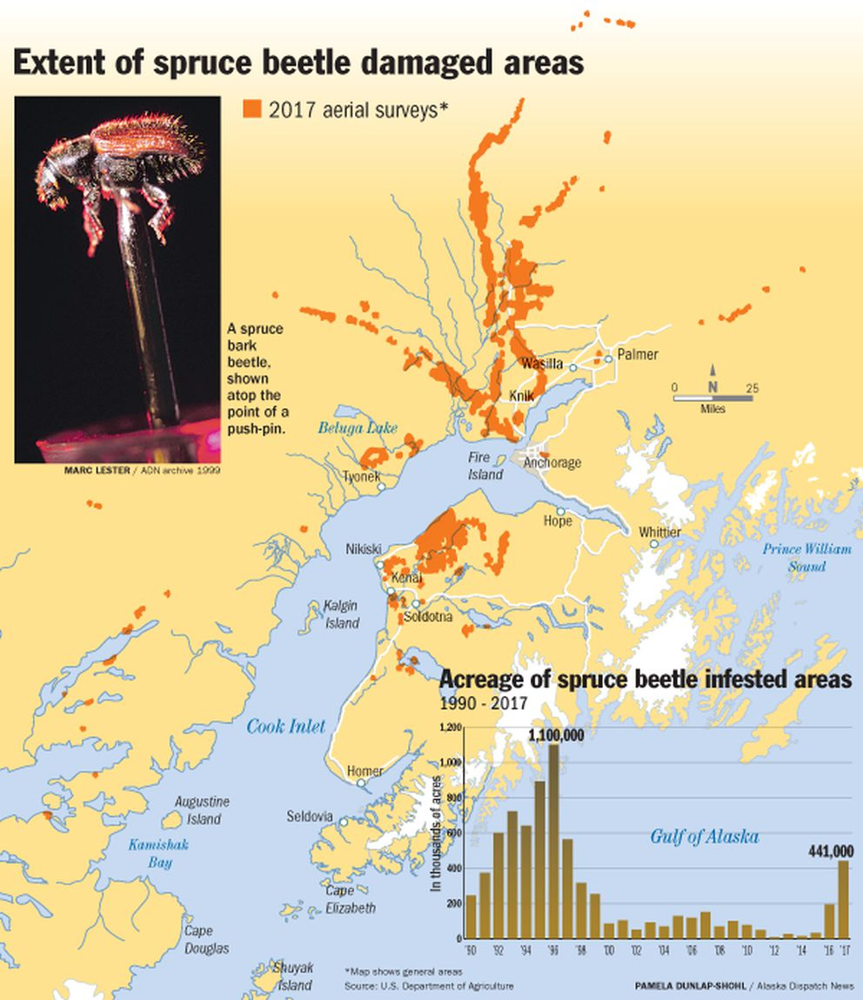 Extent of spruce beetle damaged areas
2017 aerial surveys*
A spruce
bark
beetle,
shown
atop the
point of a
push-pin.
MARC LESTER / ADN archive 1999
Wasilla
Palmer
Knik
0 N 25
Miles
Beluga Lake
Tyonek
Fire
Island
Anchorage
Hope
Whittier
Prince William
Sound
Nikiski
Kenai
Kalgin
Island
Soldotna
Cook Inlet
Homer
Augustine
Island
Seldovia
Kamishak
Bay
Cape
Elizabeth
Cape
Douglas
Shuyak
Island
Acreage of spruce beetle infested areas
1990 - 2017
In thousands of acres
1,200
1,000
800
600
400
200
0
1,100,000
441,000
Gulf of Alaska
'90 '92 '94 '96 '98 '00 '02 '04 '06 '08 '10 '12 '14 '16 '17
*Map shows general areas
Source: U.S. Department of Agriculture
PAMELA DUNLAP-SHOHL / Alaska Dispatch News